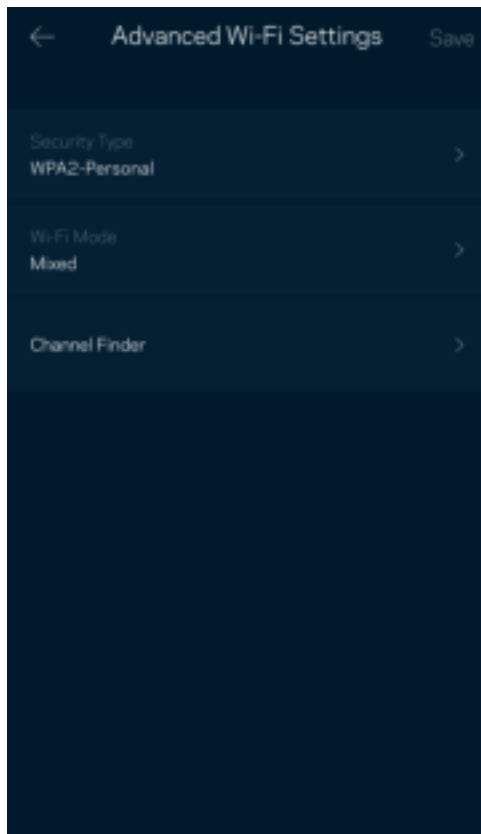 Advanced Wi-Fi Settings
Save
Security Type
WPA2-Personal
Wi-Fi Mode
Mixed
Channel Finder